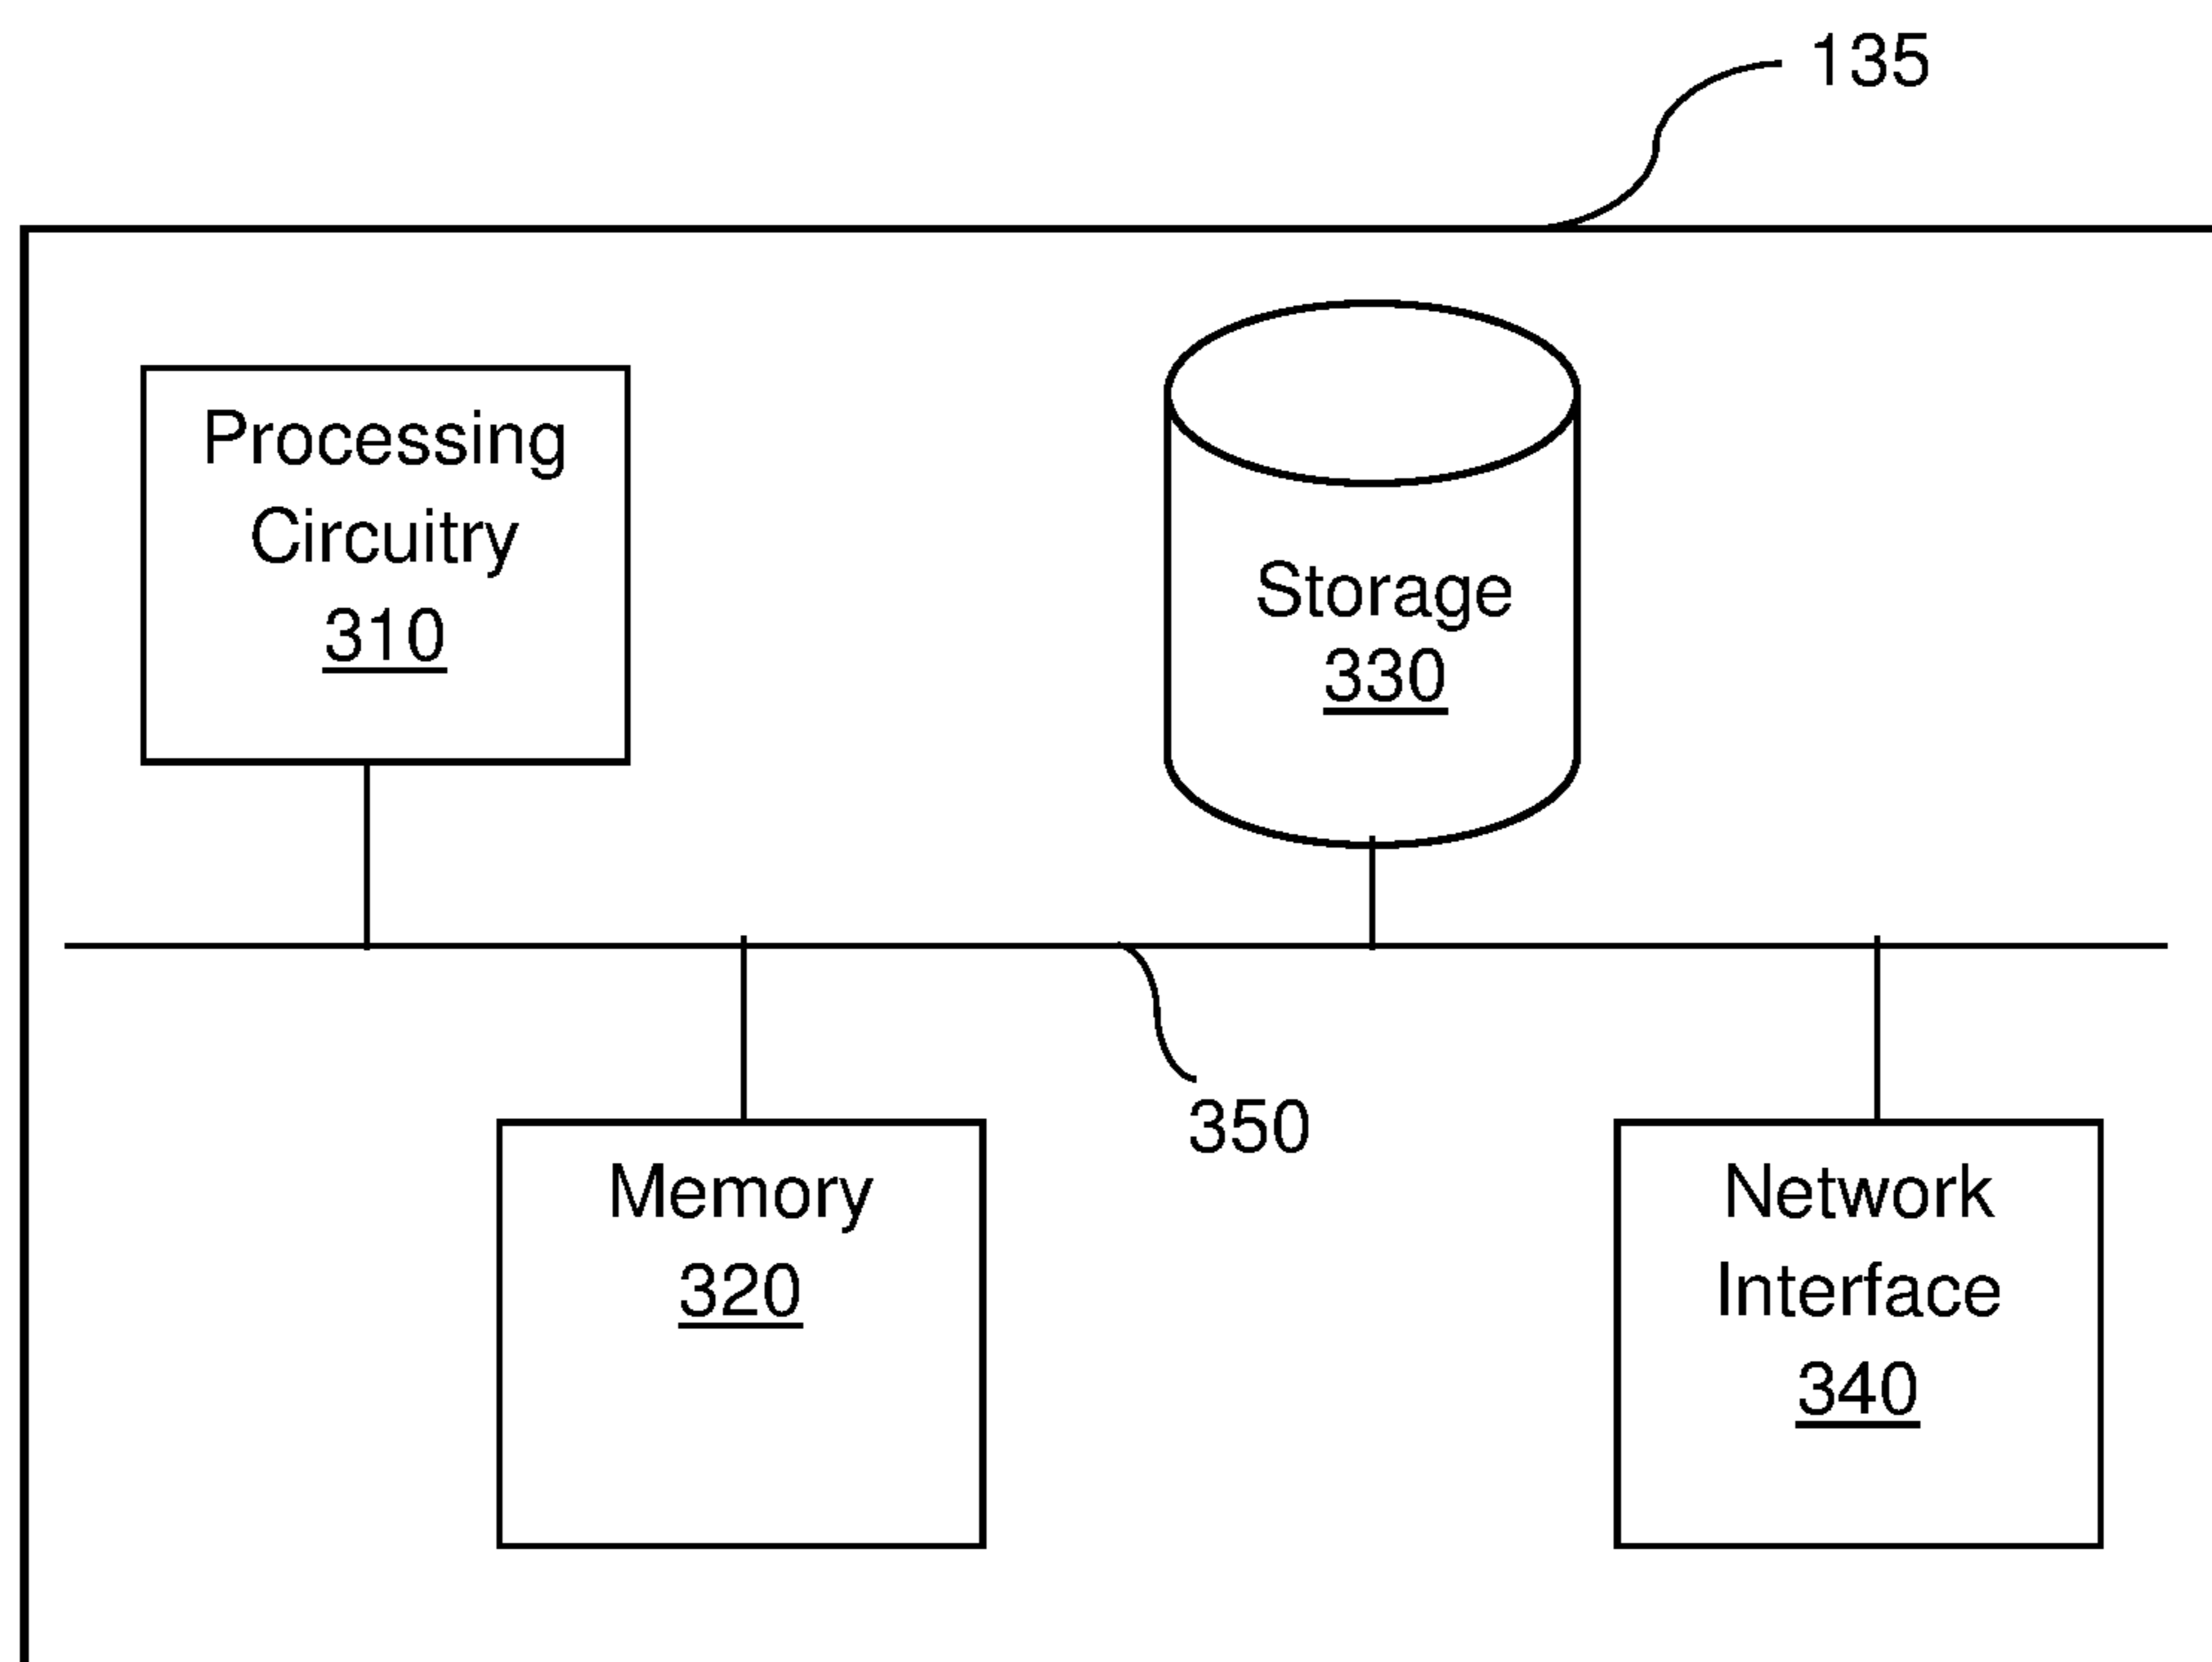 135
Processing
Circuitry
310
Storage
330
350
Memory
320
Network
Interface
340